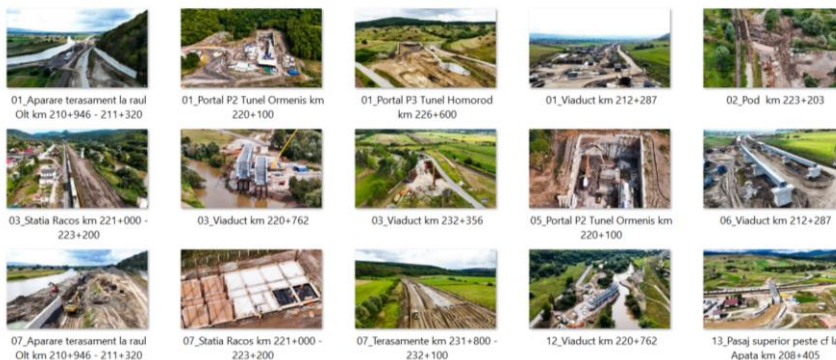 01_Aparare terasament la raul
Olt km 210+946 - 211+320
01_Portal P2 Tunel Ormenis km
220+100
01_Portal P3 Tunel Homorod
km 226+600
01_Viaduct km 212+287
02_Pod km 223+203
03_Statia Racos km 221+000 -
223+200
03_Viaduct km 220+762
03_Viaduct km 232+356
05_Portal P2 Tunel Ormenis km
220+100
06_Viaduct km 212+287
07_Aparare terasament la raul
Olt km 210+946 - 211+320
07_Statia Racos km 221+000 -
223+200
07_Terasamente km 231+800 -
232+100
12_Viaduct km 220+762
13_Pasaj superior peste cf
Apata km 208+405